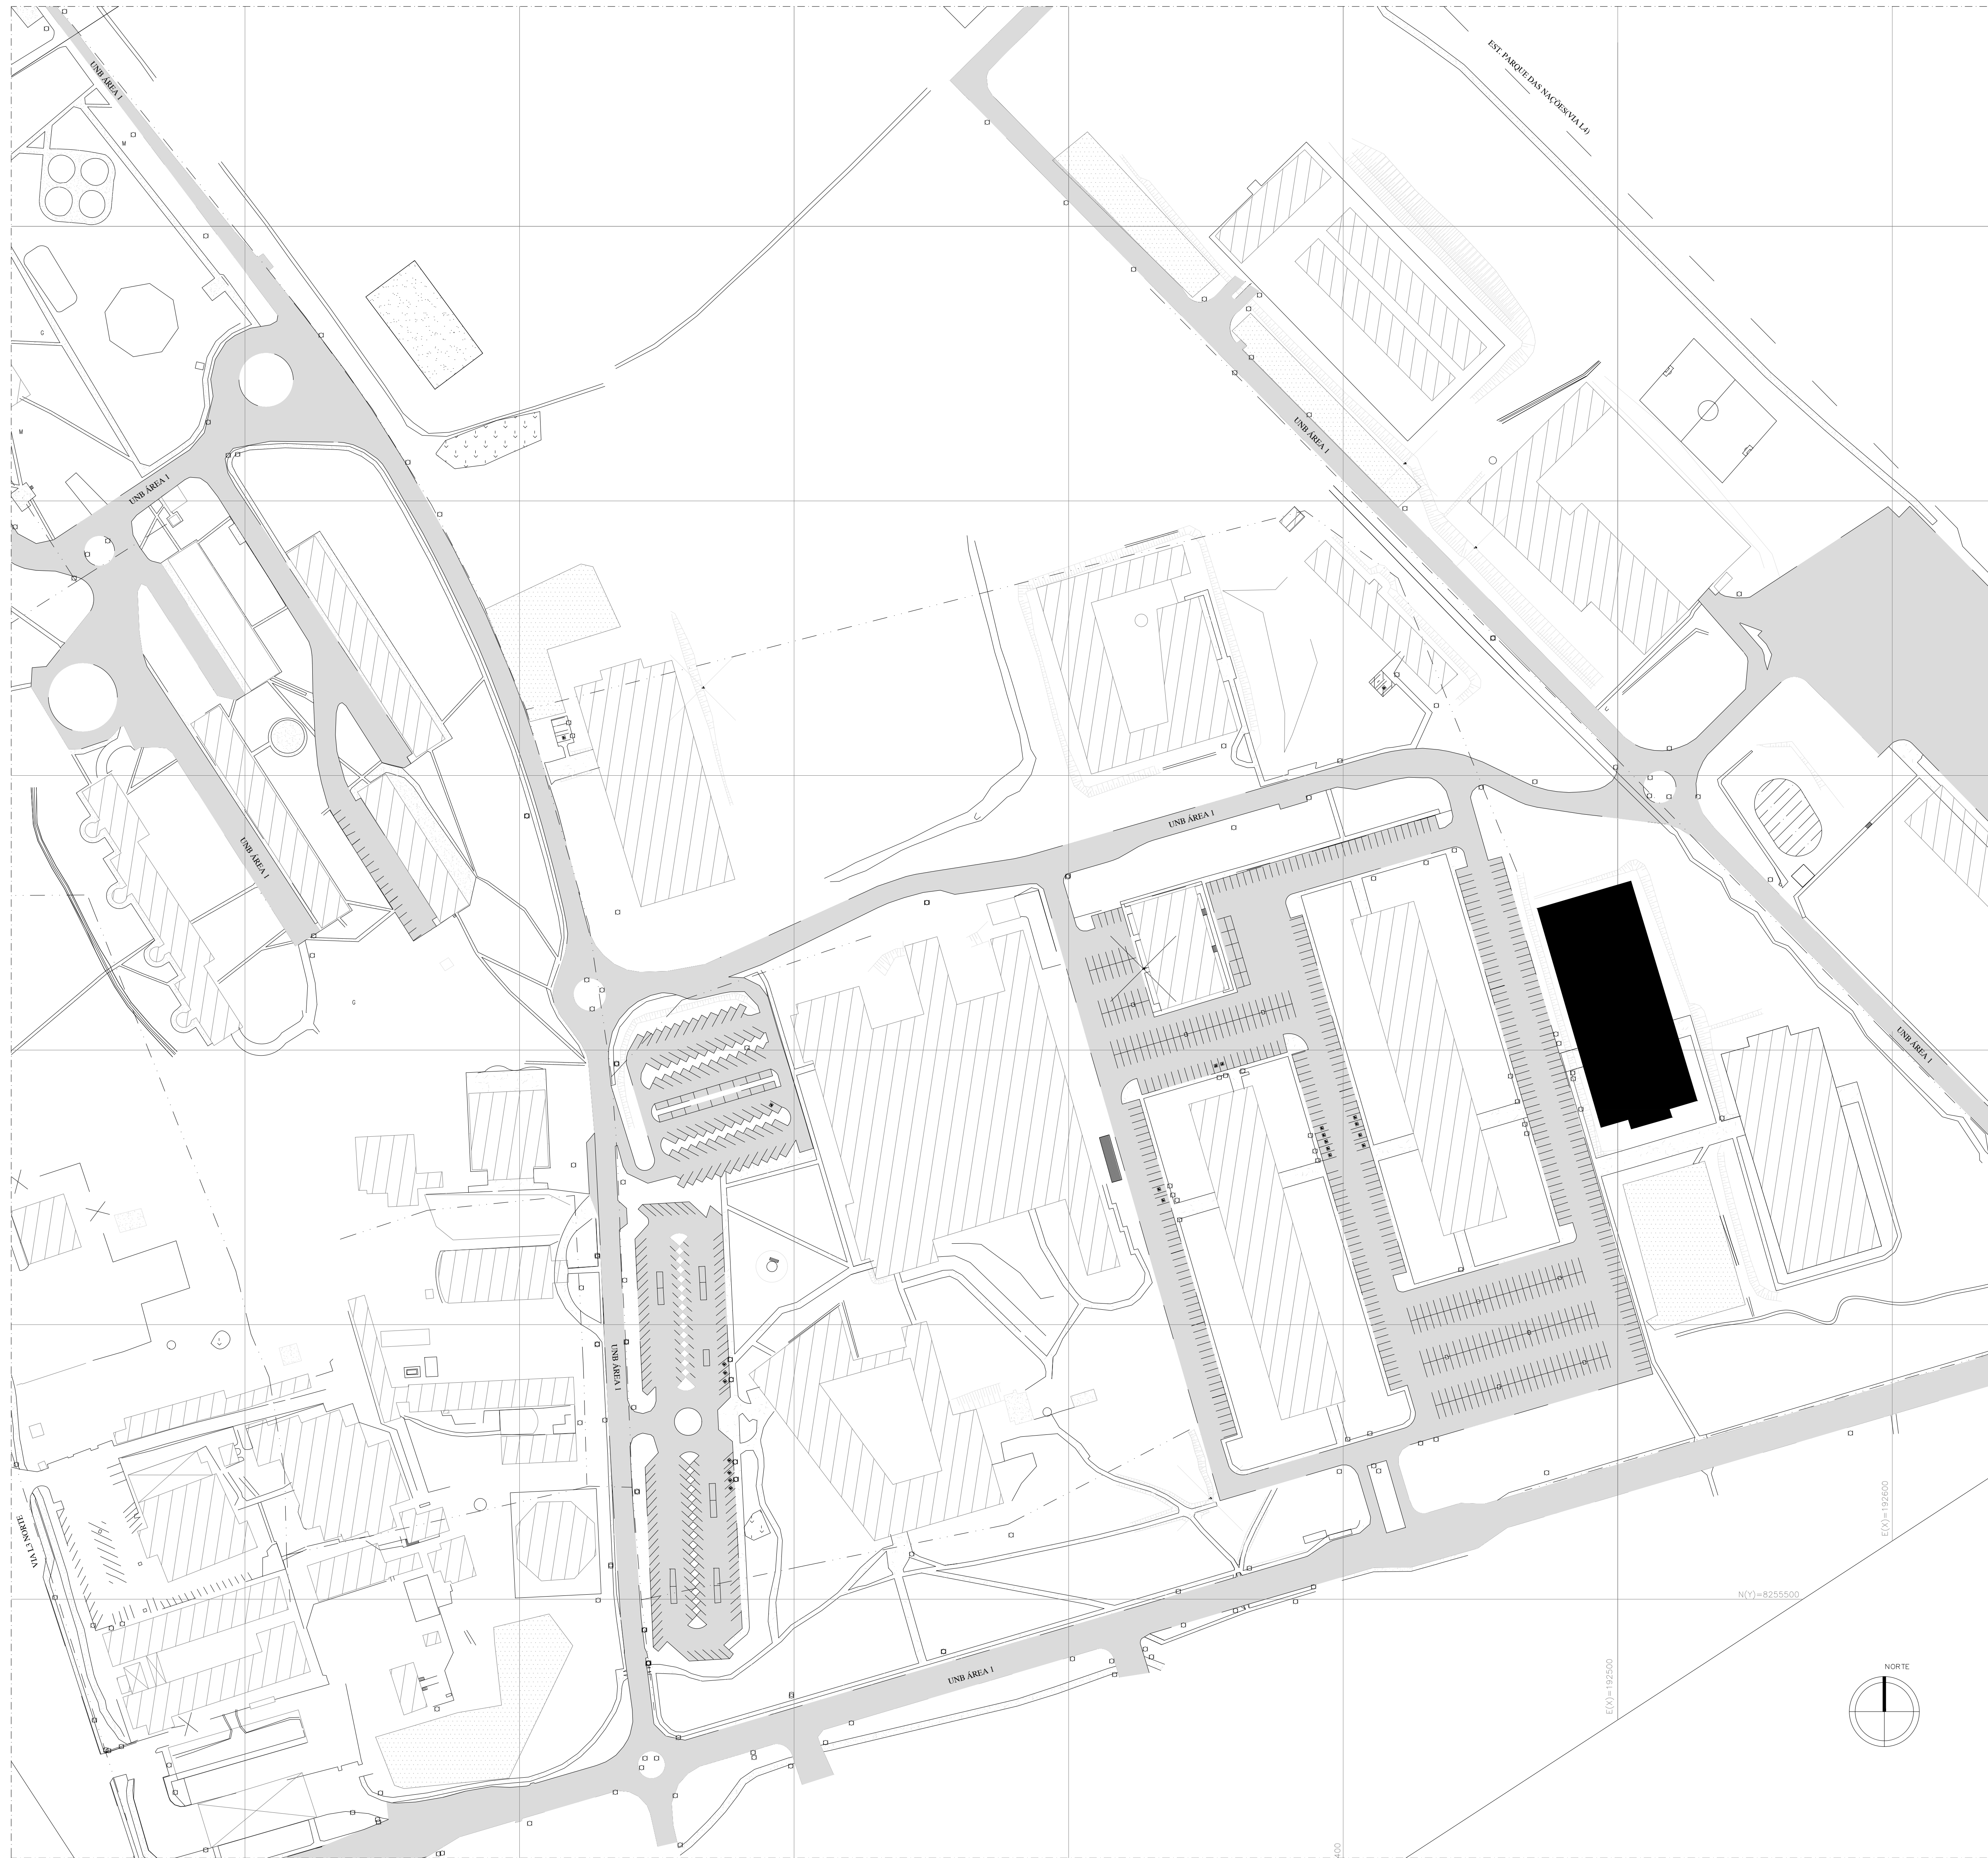 UNB ÁREA 1
EST. PARQUE DAS NAÇÕES(VIA L4)
M
G
UNB ÁREA 1
M
UNB ÁREA 1
UNB ÁREA 1
UNB ÁREA 1
G
UNB ÁREA 1
UNB ÁREA 1
VIA L3 NORTE
E(X)=192600
N(Y)=8255500
E(X)=192500
NORTE
UNB ÁREA 1
400